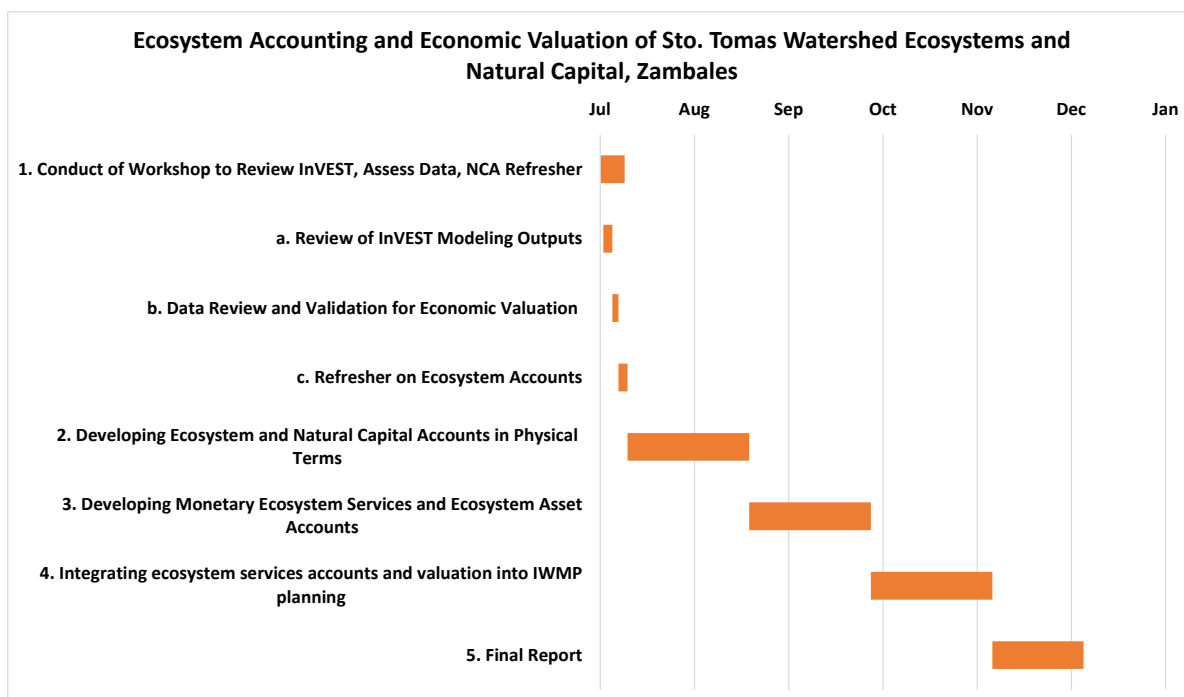 Ecosystem Accounting and Economic Valuation of Sto. Tomas Watershed Ecosystems and
Natural Capital, Zambales
Jul Aug Sep Oct Nov Dec Jan
1. Conduct of Workshop to Review InVEST, Assess Data, NCA Refresher
a. Review of InVEST Modeling Outputs
b. Data Review and Validation for Economic Valuation
c. Refresher on Ecosystem Accounts
2. Developing Ecosystem and Natural Capital Accounts in Physical
Terms
3. Developing Monetary Ecosystem Services and Ecosystem Asset
Accounts
4. Integrating ecosystem services accounts and valuation into IWMP
planning
5. Final Report